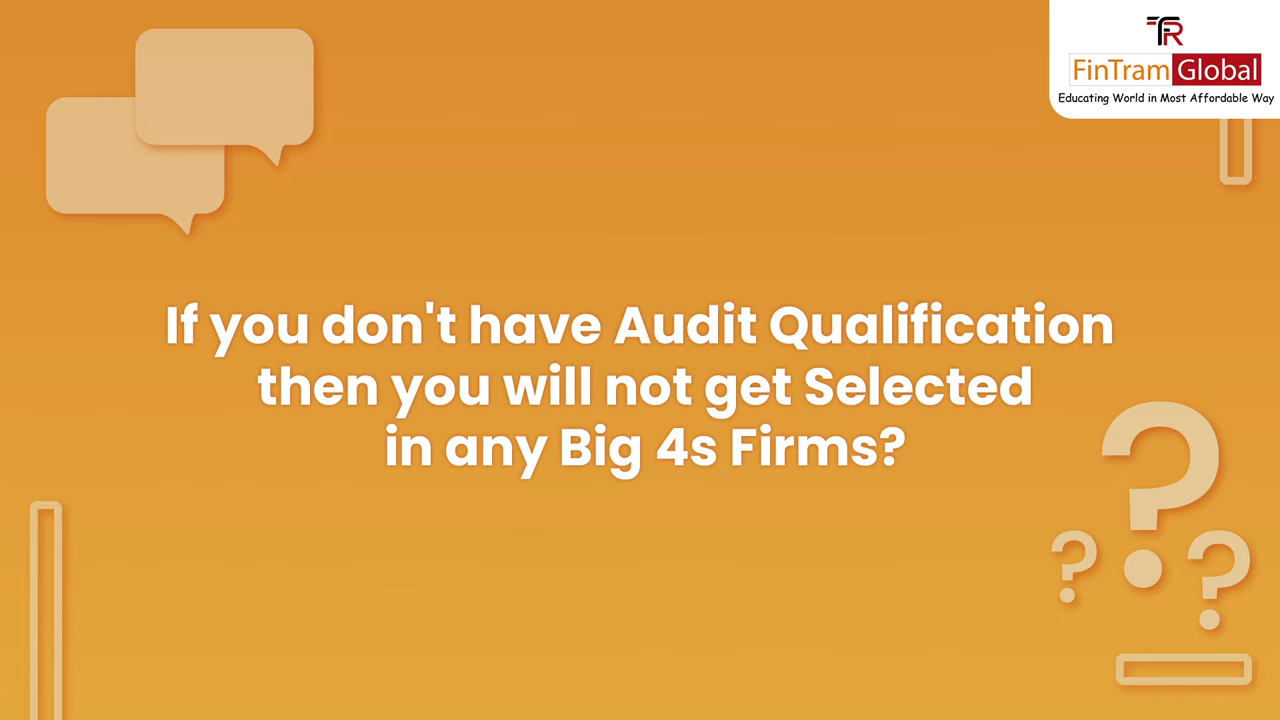 TR
FinTram Global
Educating World in Most Affordable Way
If you don't have Audit Qualification
then you will not get Selected
in any Big 4s Firms?
?
? ?